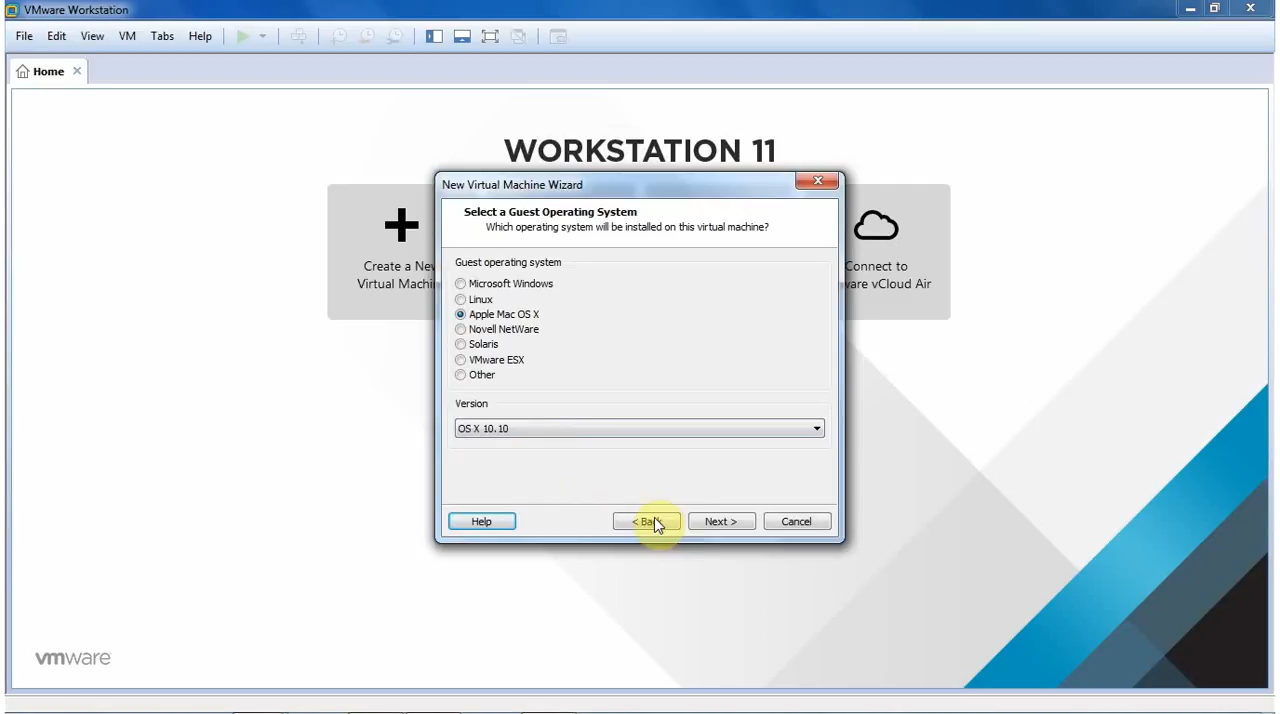 VMware Workstation
File Edit View VM Tabs Help
Home
WORKSTATION 11
New Virtual Machine Wizard
Select a Guest Operating System
Which operating system will be installed on this virtual machine?
Create a
Virtual
Connect to
vCloud Air
Guest operating system
Microsoft Windows
Linux
Apple Mac OS X
Novell NetWare
Solaris
VMware ESX
Other
Version
OS X 10.10
Help
Next >
Cancel
vmware